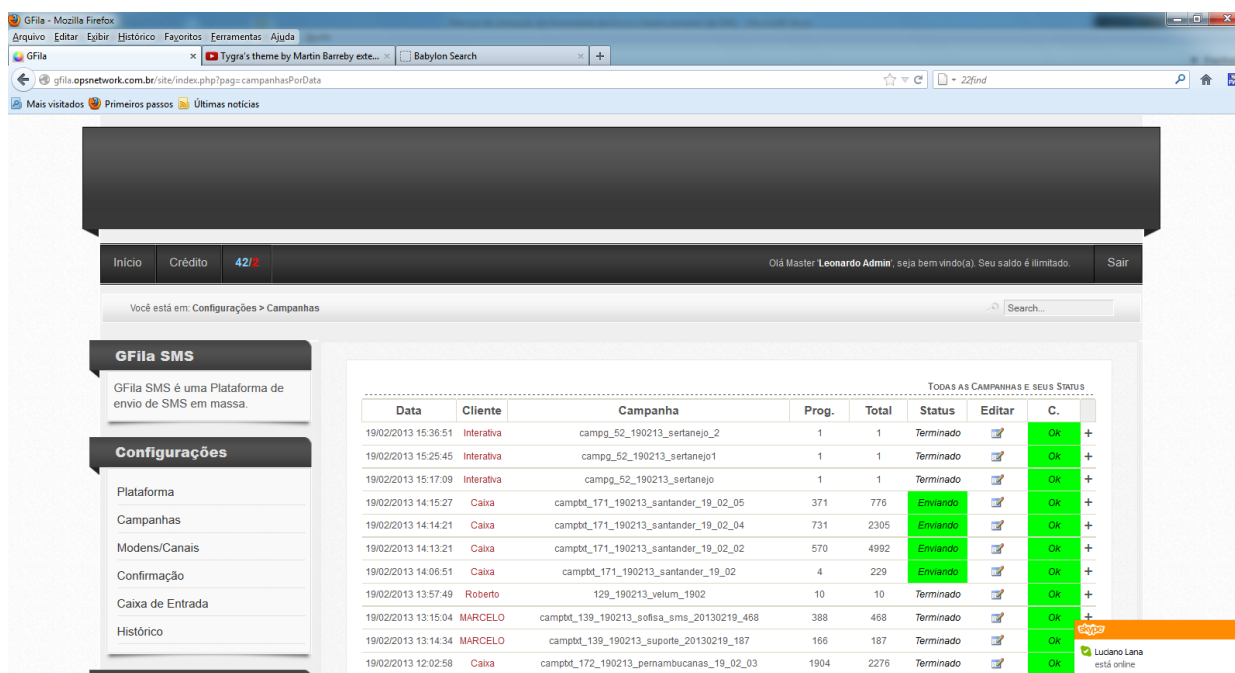 GFila - Mozilla Firefox
Arquivo Editar Exibir Histórico Favoritos Ferramentas Ajuda
GFila × Tygra's theme by Martin Barreby exte... × Babylon Search × +
gfila.opsnetwork.com.br/site/index.php?pag=campanhasPorData 22find
Mais visitados Primeiros passos Últimas notícias
Início Crédito 42/2 Olá Master 'Leonardo Admin', seja bem vindo(a). Seu saldo é ilimitado. Sair
Você está em: Configurações > Campanhas Search...
GFila SMS
GFila SMS é uma Plataforma de
envio de SMS em massa.
Configurações
Plataforma
Campanhas
Modens/Canais
Confirmação
Caixa de Entrada
Histórico
Todas as Campanhas e seus Status
Data Cliente Campanha Prog. Total Status Editar C.
19/02/2013 15:36:51 Interativa campg_52_190213_sertanejo_2 1 1 Terminado Ok +
19/02/2013 15:25:45 Interativa campg_52_190213_sertanejo1 1 1 Terminado Ok +
19/02/2013 15:17:09 Interativa campg_52_190213_sertanejo 1 1 Terminado Ok +
19/02/2013 14:15:27 Caixa camptxt_171_190213_santander_19_02_05 371 776 Enviando Ok +
19/02/2013 14:14:21 Caixa camptxt_171_190213_santander_19_02_04 731 2305 Enviando Ok +
19/02/2013 14:13:21 Caixa camptxt_171_190213_santander_19_02_02 570 4992 Enviando Ok +
19/02/2013 14:06:51 Caixa camptxt_171_190213_santander_19_02 4 229 Enviando Ok +
19/02/2013 13:57:49 Roberto 129_190213_velum_1902 10 10 Terminado Ok +
19/02/2013 13:15:04 MARCELO camptxt_139_190213_sofisa_sms_20130219_468 388 468 Terminado Ok +
19/02/2013 13:14:34 MARCELO camptxt_139_190213_suporte_20130219_187 166 187 Terminado Ok
19/02/2013 12:02:58 Caixa camptxt_172_190213_pernambucanas_19_02_03 1904 2276 Terminado Ok
skype
Luciano Lana
está online